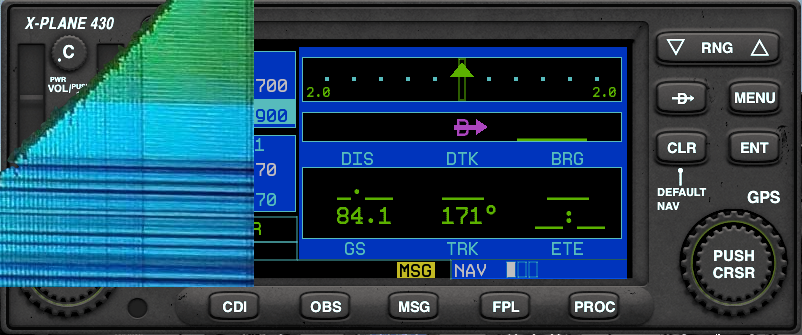 X-PLANE 430
.C
PWR
VOL/PU
700
900
1
70
70
R
2.0
2.0
D
DIS DTK BRG
_._ ___ ___
84.1 171° __:__
GS TRK ETE
MSG NAV
RNG
D
MENU
CLR
ENT
DEFAULT
NAV
GPS
PUSH
CRSR
CDI
OBS
MSG
FPL
PROC